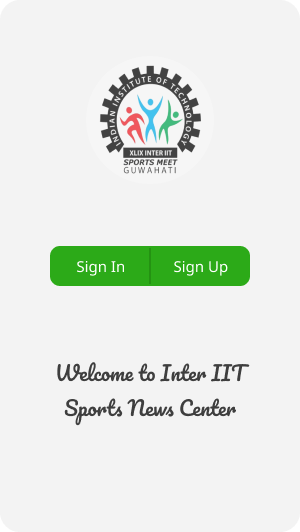 INDIAN INSTITUTE OF TECHNOLOGY
XLIX INTER IIT
SPORTS MEET
GUWAHATI
Sign In
Sign Up
Welcome to Inter IIT
Sports News Center